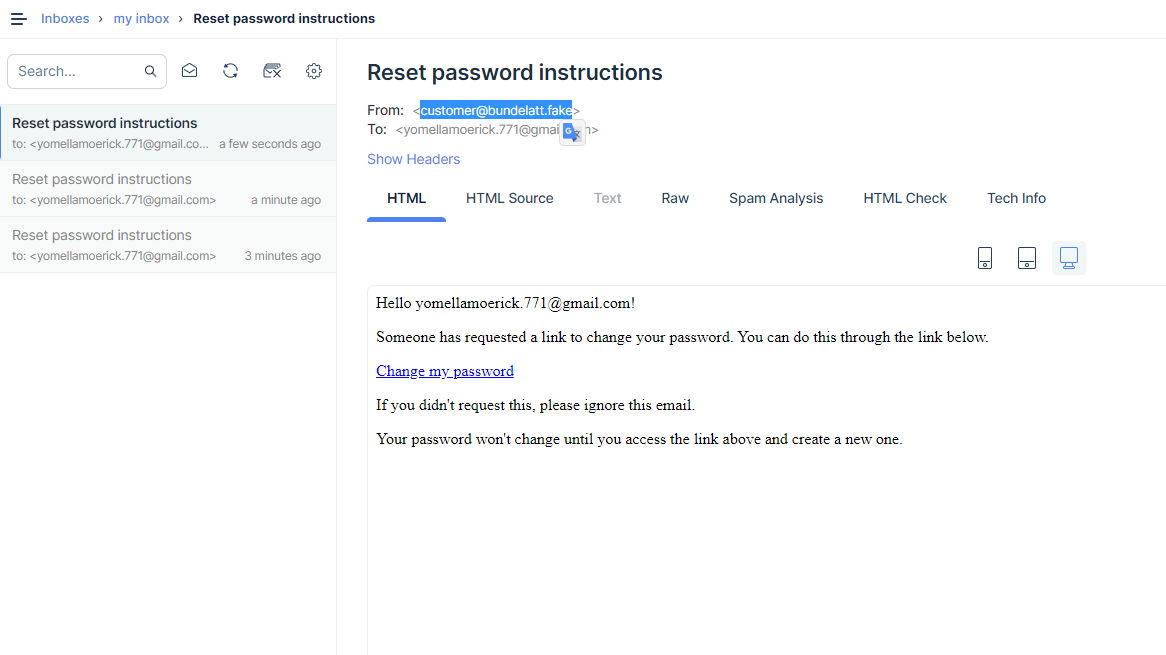 Inboxes › my inbox › Reset password instructions
Search...
Reset password instructions
to: <yomellamoerick.771@gmail.co... a few seconds ago
Reset password instructions
to: <yomellamoerick.771@gmail.com> a minute ago
Reset password instructions
to: <yomellamoerick.771@gmail.com> 3 minutes ago
Reset password instructions
From: <customer@bundelatt.fake>
To: <yomellamoerick.771@gmai
Show Headers
HTML HTML Source Text Raw Spam Analysis HTML Check Tech Info
Hello yomellamoerick.771@gmail.com!
Someone has requested a link to change your password. You can do this through the link below.
Change my password
If you didn't request this, please ignore this email.
Your password won't change until you access the link above and create a new one.